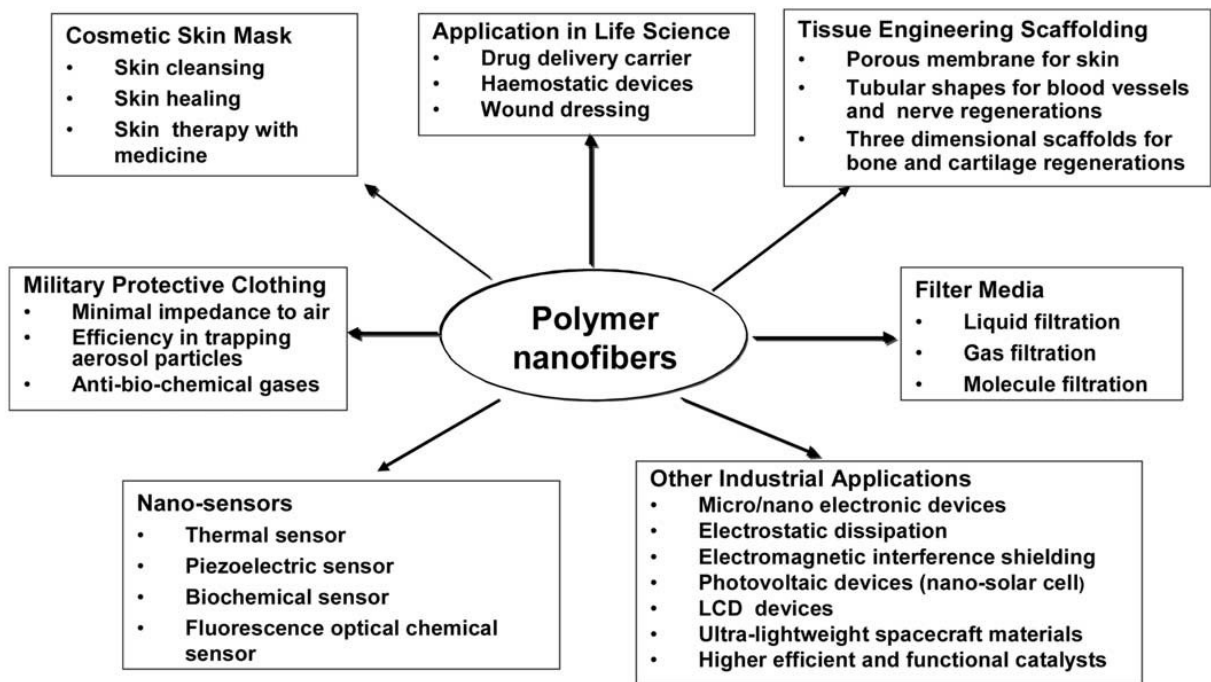 Cosmetic Skin Mask
• Skin cleansing
• Skin healing
• Skin therapy with
medicine
Application in Life Science
• Drug delivery carrier
• Haemostatic devices
• Wound dressing
Tissue Engineering Scaffolding
• Porous membrane for skin
• Tubular shapes for blood vessels
and nerve regenerations
• Three dimensional scaffolds for
bone and cartilage regenerations
Military Protective Clothing
• Minimal impedance to air
• Efficiency in trapping
aerosol particles
• Anti-bio-chemical gases
Polymer
nanofibers
Filter Media
• Liquid filtration
• Gas filtration
• Molecule filtration
Nano-sensors
• Thermal sensor
• Piezoelectric sensor
• Biochemical sensor
• Fluorescence optical chemical
sensor
Other Industrial Applications
• Micro/nano electronic devices
• Electrostatic dissipation
• Electromagnetic interference shielding
• Photovoltaic devices (nano-solar cell)
• LCD devices
• Ultra-lightweight spacecraft materials
• Higher efficient and functional catalysts